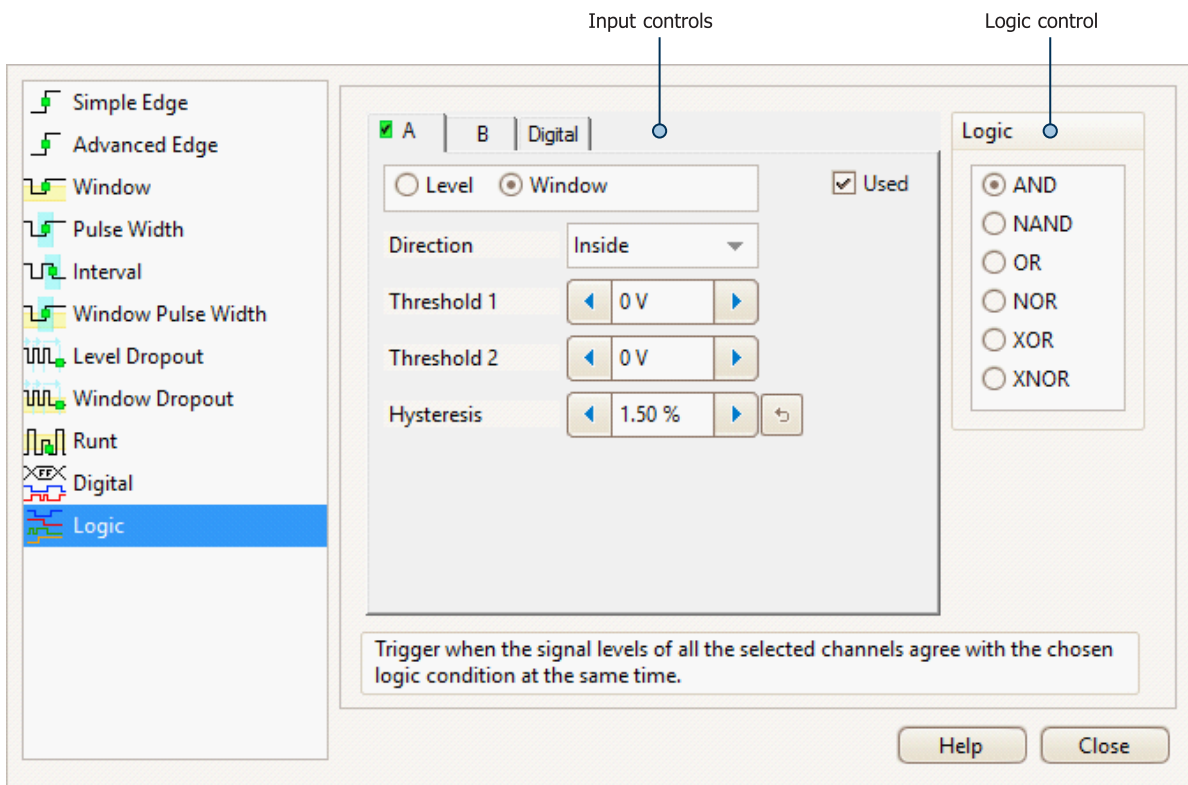 Input controls
Logic control
Simple Edge
Advanced Edge
Window
Pulse Width
Interval
Window Pulse Width
Level Dropout
Window Dropout
Runt
FF
Digital
Logic
A
B
Digital
Level
Window
Used
Direction
Inside
Threshold 1
0 V
Threshold 2
0 V
Hysteresis
1.50 %
Logic
AND
NAND
OR
NOR
XOR
XNOR
Trigger when the signal levels of all the selected channels agree with the chosen
logic condition at the same time.
Help
Close